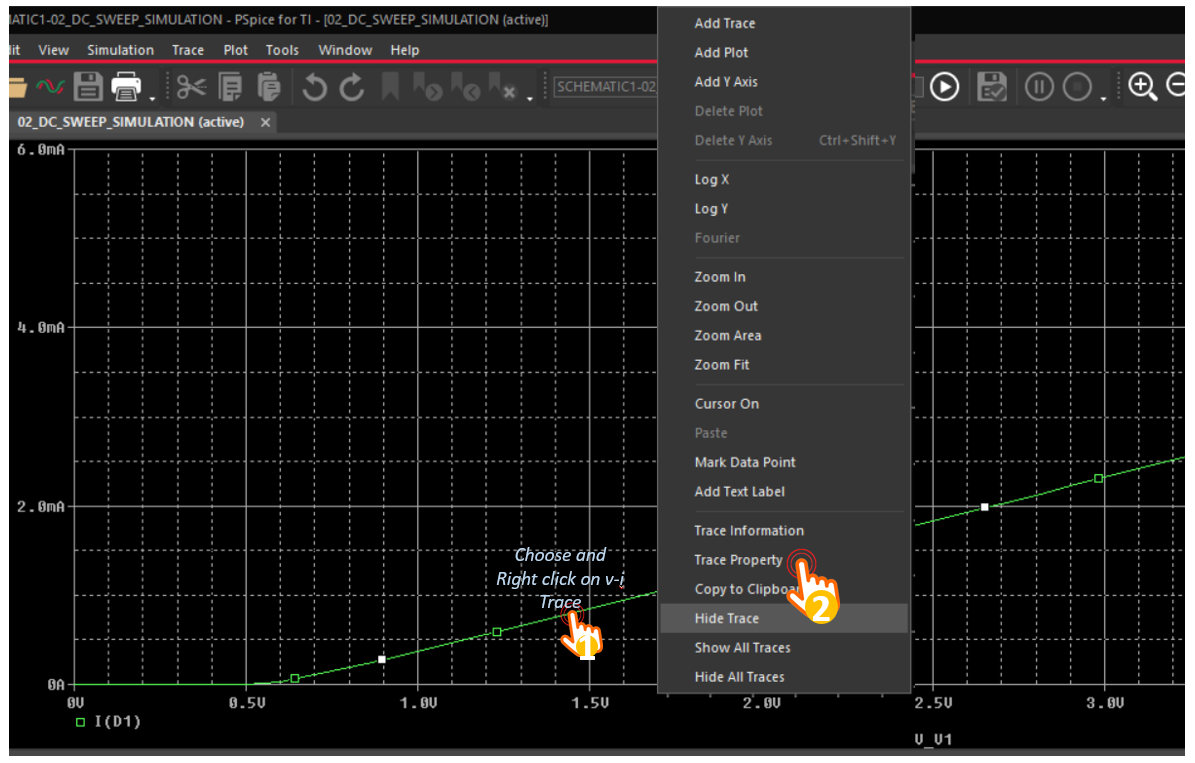 MATIC1-02_DC_SWEEP_SIMULATION - PSpice for TI - [02_DC_SWEEP_SIMULATION (active)]
dit View Simulation Trace Plot Tools Window Help
SCHEMATIC1-02
02_DC_SWEEP_SIMULATION (active) ×
6.0mA
4.0mA
2.0mA
0A
0V 0.5V 1.0V 1.5V 2.0V 2.5V 3.0V
I(D1)
V_V1
Choose and
Right click on v-i
Trace
1
Add Trace
Add Plot
Add Y Axis
Delete Plot
Delete Y Axis Ctrl+Shift+Y
Log X
Log Y
Fourier
Zoom In
Zoom Out
Zoom Area
Zoom Fit
Cursor On
Paste
Mark Data Point
Add Text Label
Trace Information
Trace Property
Copy to Clipboar
2
Hide Trace
Show All Traces
Hide All Traces